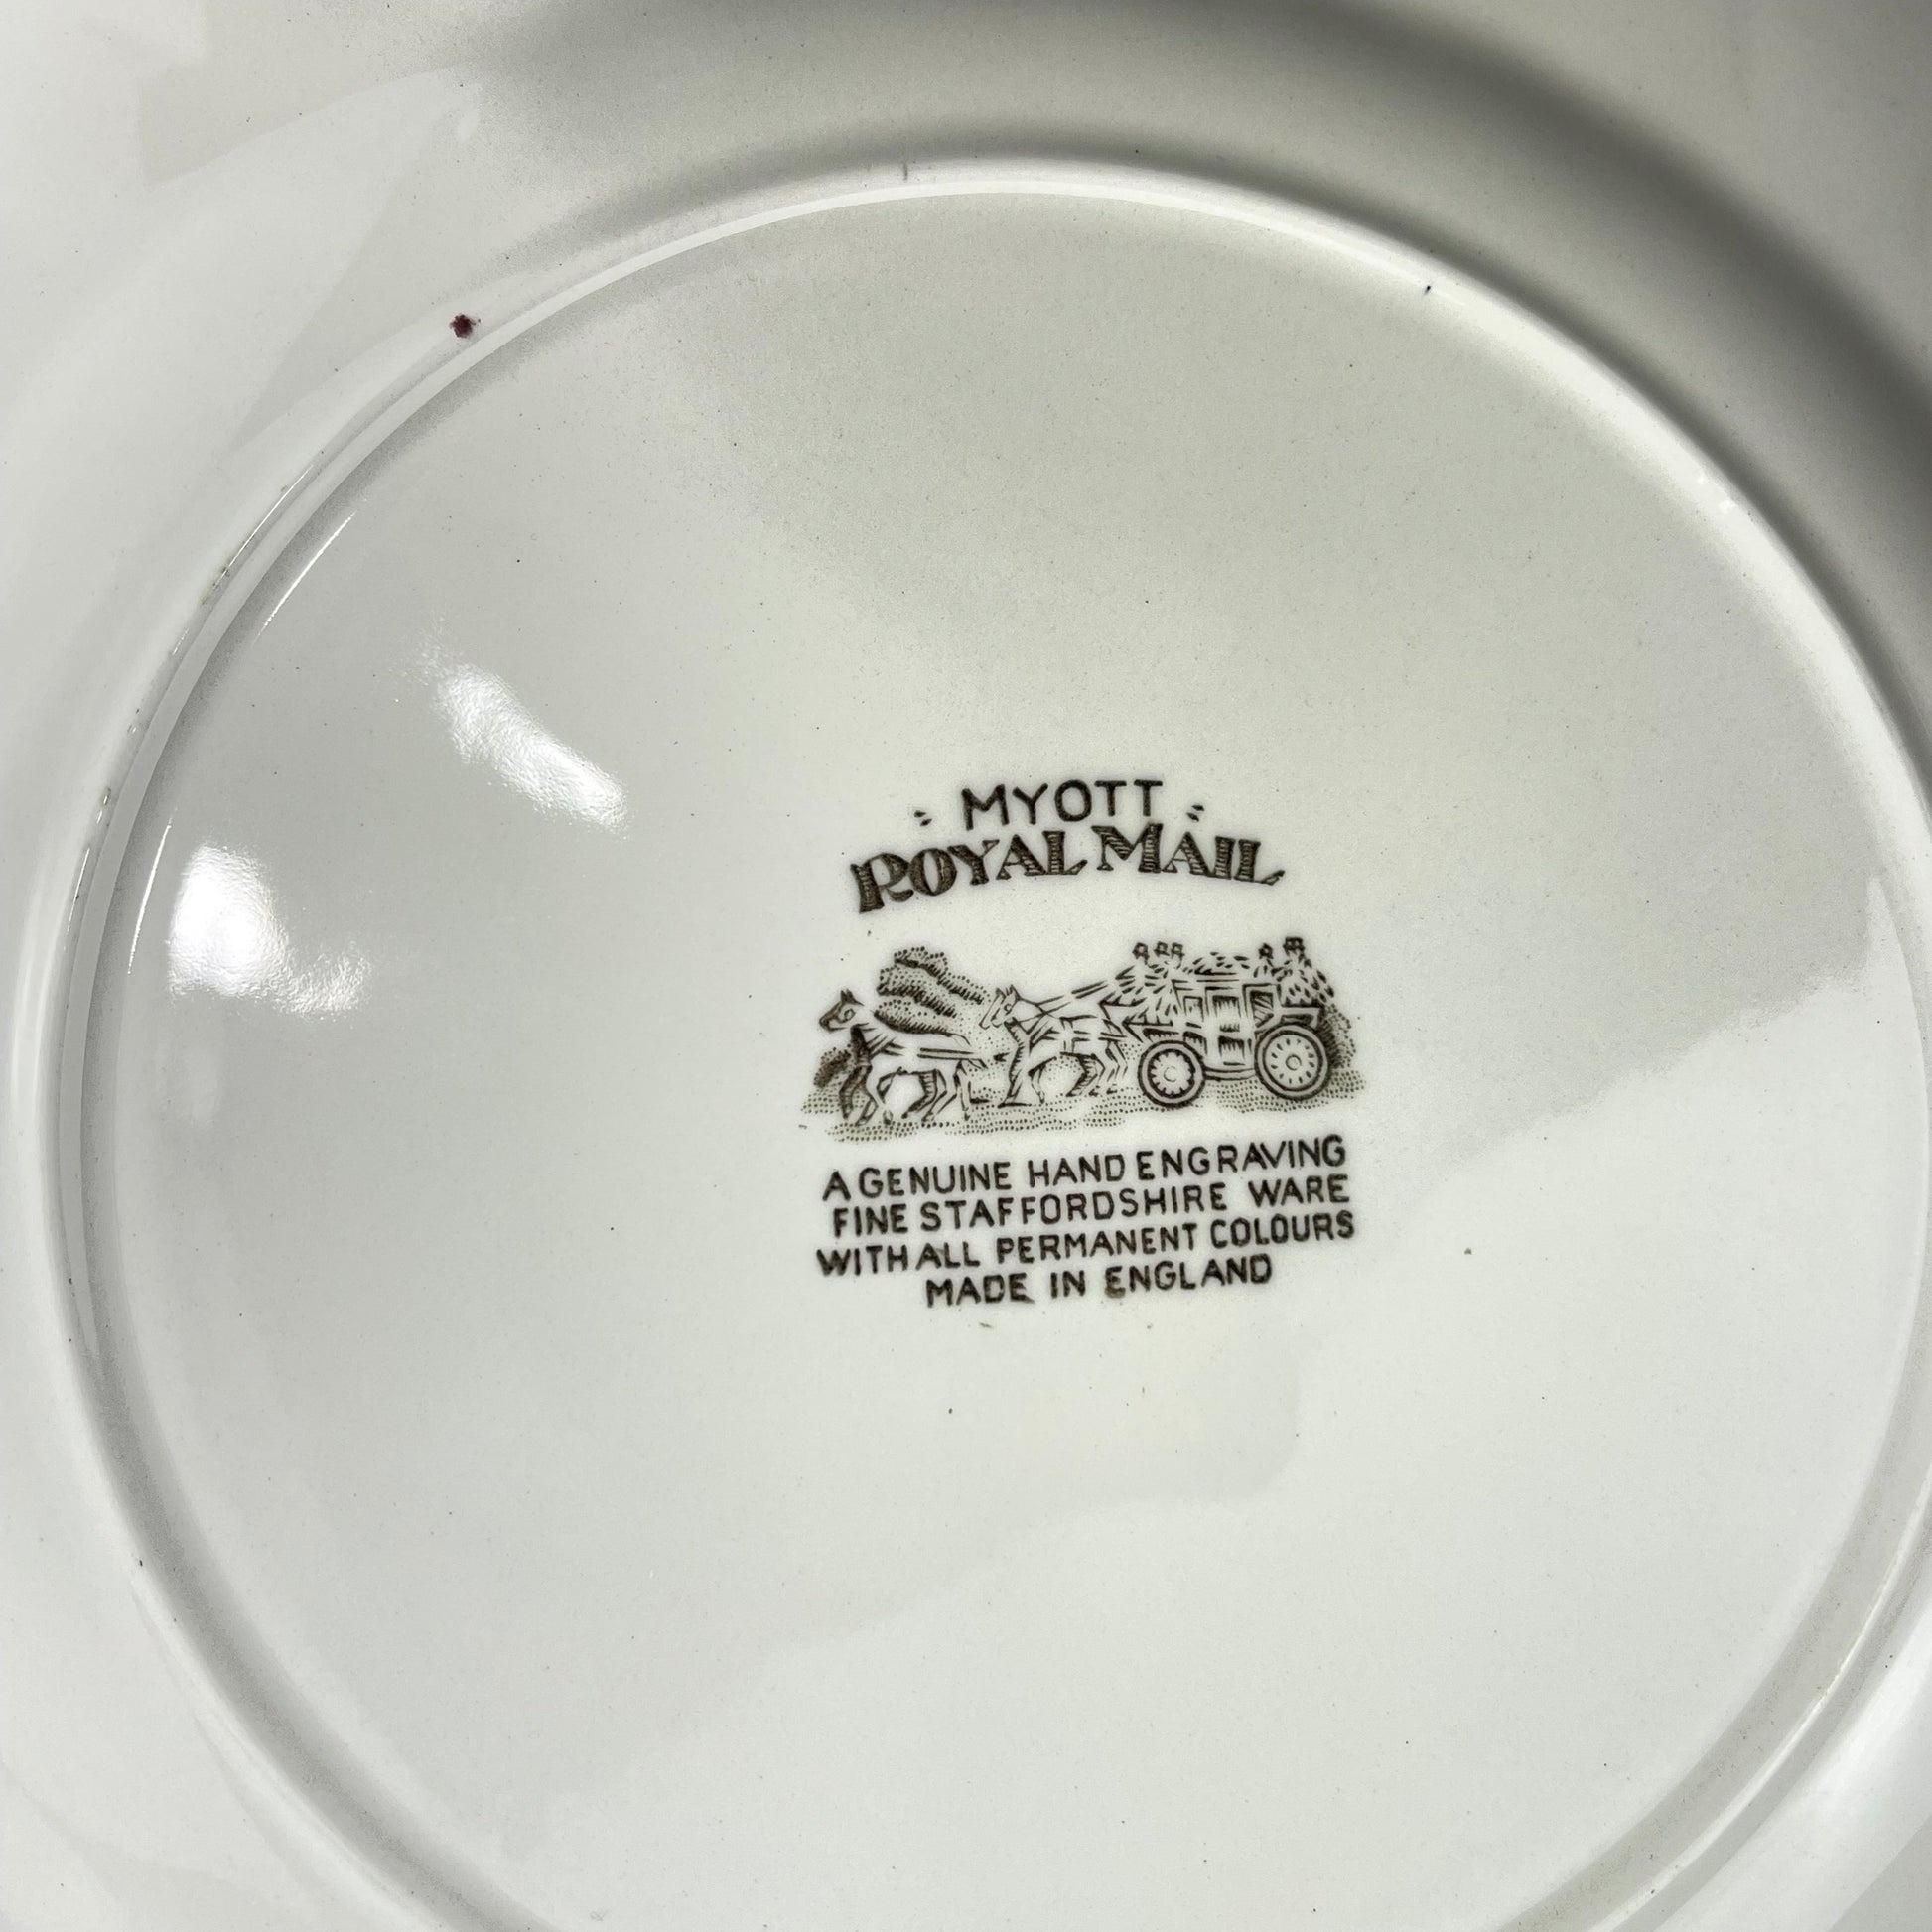 MYOTT
ROYAL MAIL
A GENUINE HAND ENGRAVING
FINE STAFFORDSHIRE WARE
WITH ALL PERMANENT COLOURS
MADE IN ENGLAND